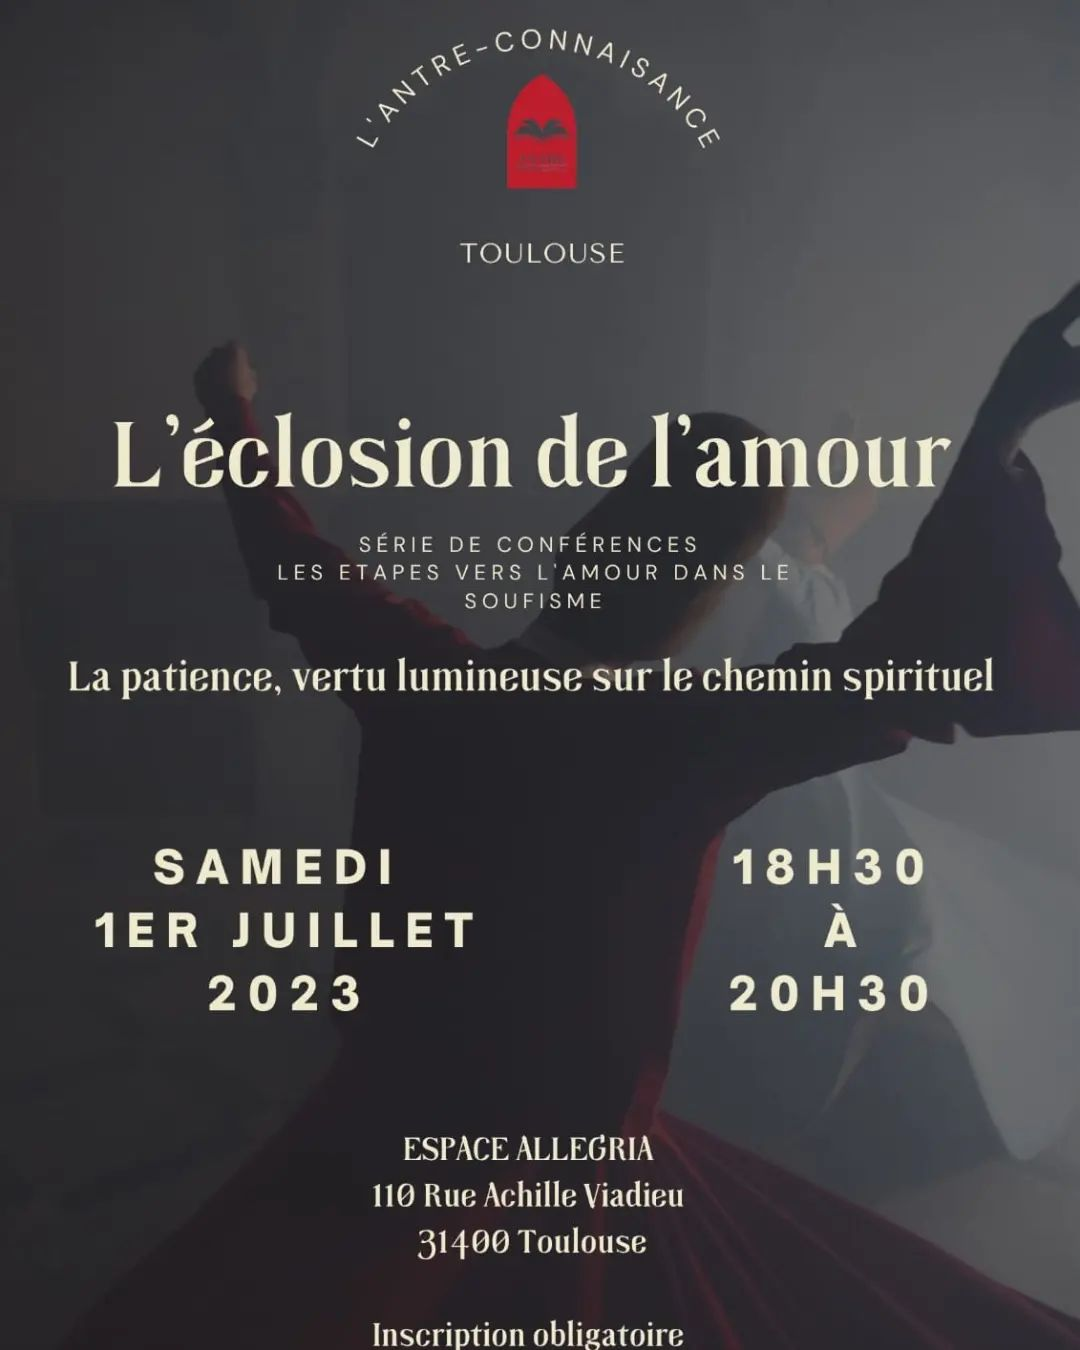 L'ANTRE-CONNAISANCE
TOULOUSE
L'éclosion de l'amour
SÉRIE DE CONFÉRENCES
LES ETAPES VERS L'AMOUR DANS LE
SOUFISME
La patience, vertu lumineuse sur le chemin spirituel
SAMEDI
1ER JUILLET
2023
18H30
À
20H30
ESPACE ALLEGRIA
110 Rue Achille Viadieu
31400 Toulouse
Inscription obligatoire